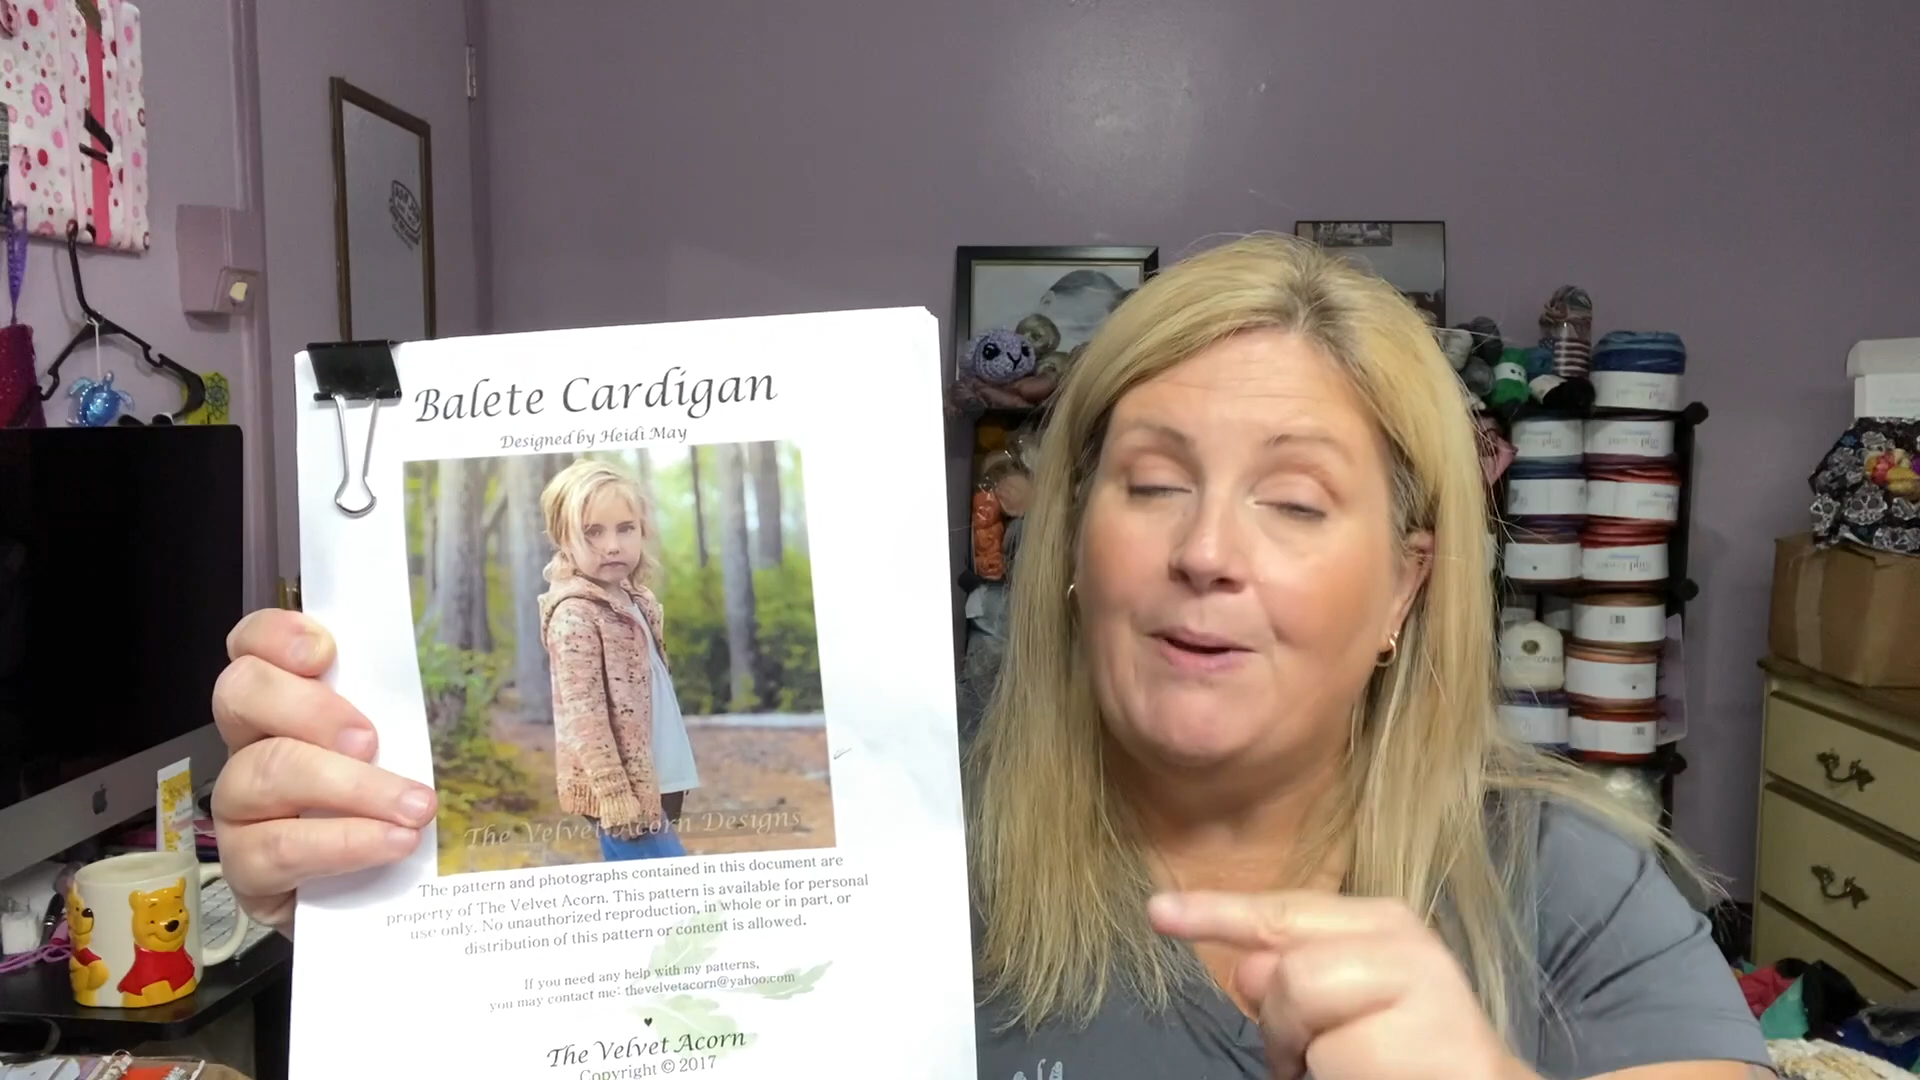 Balete Cardigan
Designed by Heidi May
The Velvet Acorn Designs
The pattern and photographs contained in this document are
property of The Velvet Acorn. This pattern is available for personal
use only. No unauthorized reproduction, in whole or in part, or
distribution of this pattern or content is allowed.
If you need any help with my patterns,
you may contact me: thevelvetacorn@yahoo.com
The Velvet Acorn
Copyright © 2017